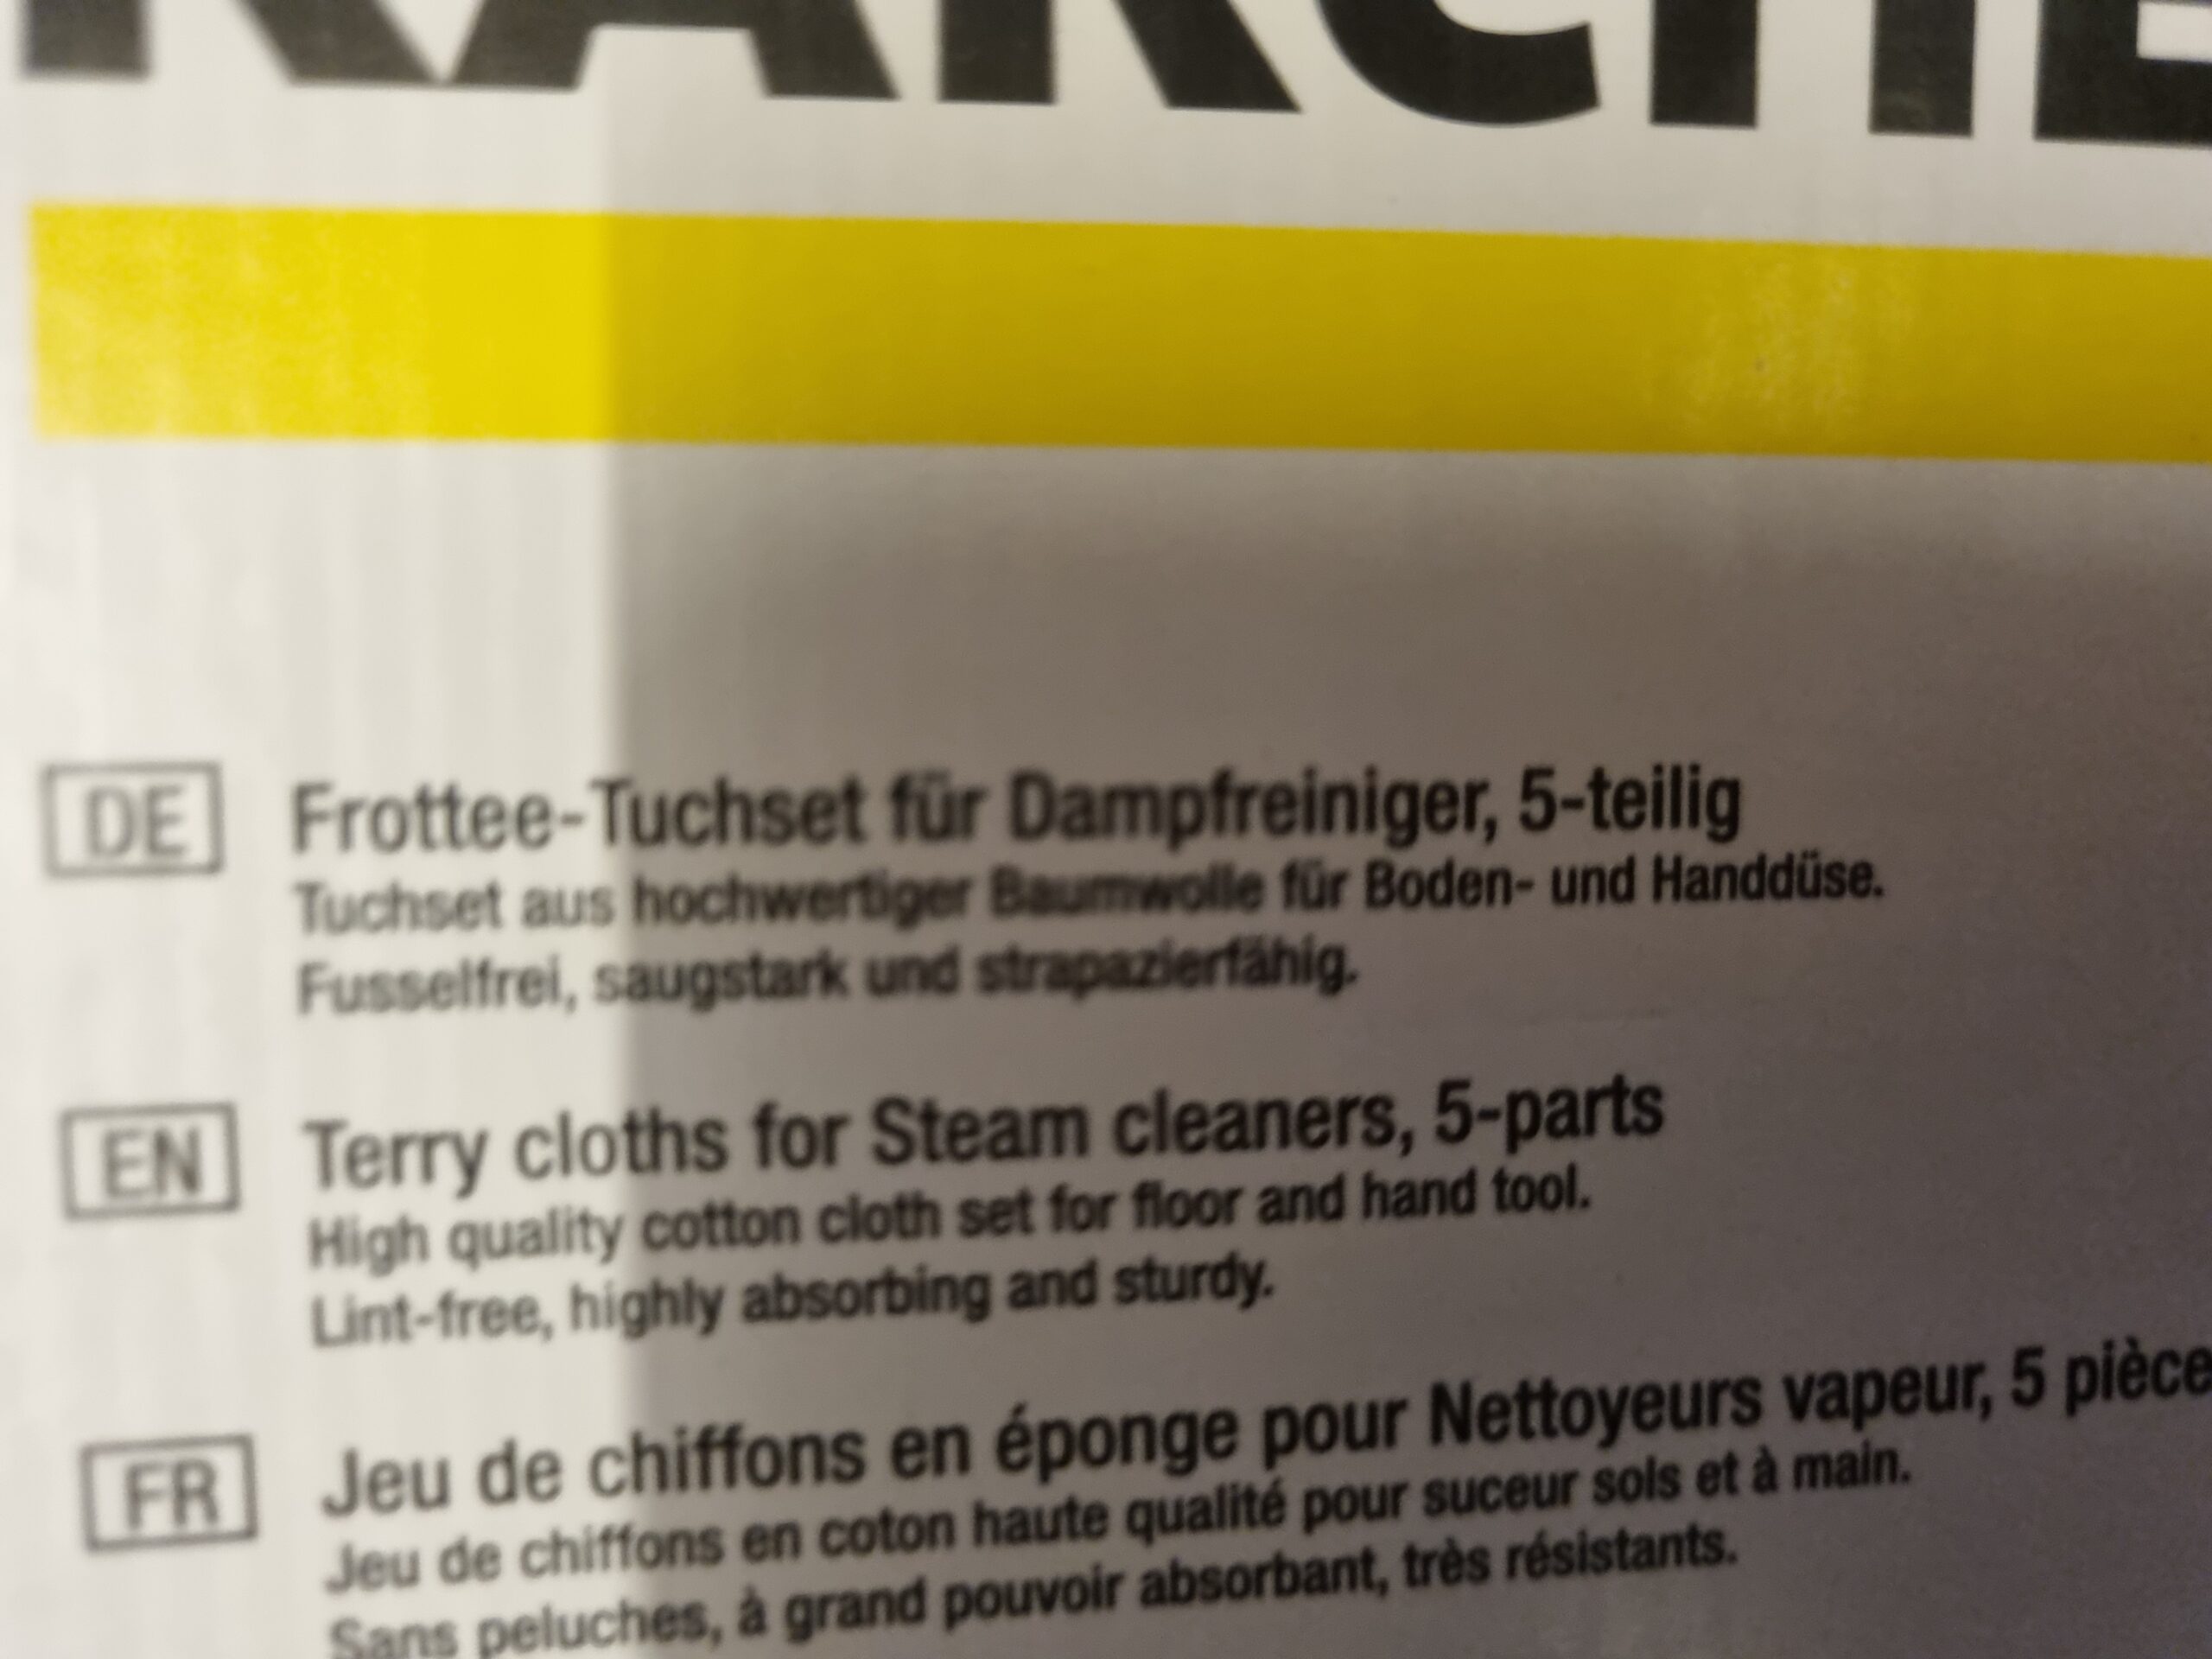 KÄRCHE
DE Frottee-Tuchset für Dampfreiniger, 5-teilig
Tuchset aus hochwertiger Baumwolle für Boden- und Handdüse.
Fusselfrei, saugstark und strapazierfähig.
EN Terry cloths for Steam cleaners, 5-parts
High quality cotton cloth set for floor and hand tool.
Lint-free, highly absorbing and sturdy.
FR Jeu de chiffons en éponge pour Nettoyeurs vapeur, 5 pièce
Jeu de chiffons en coton haute qualité pour suceur sols et à main.
Sans peluches, à grand pouvoir absorbant, très résistants.